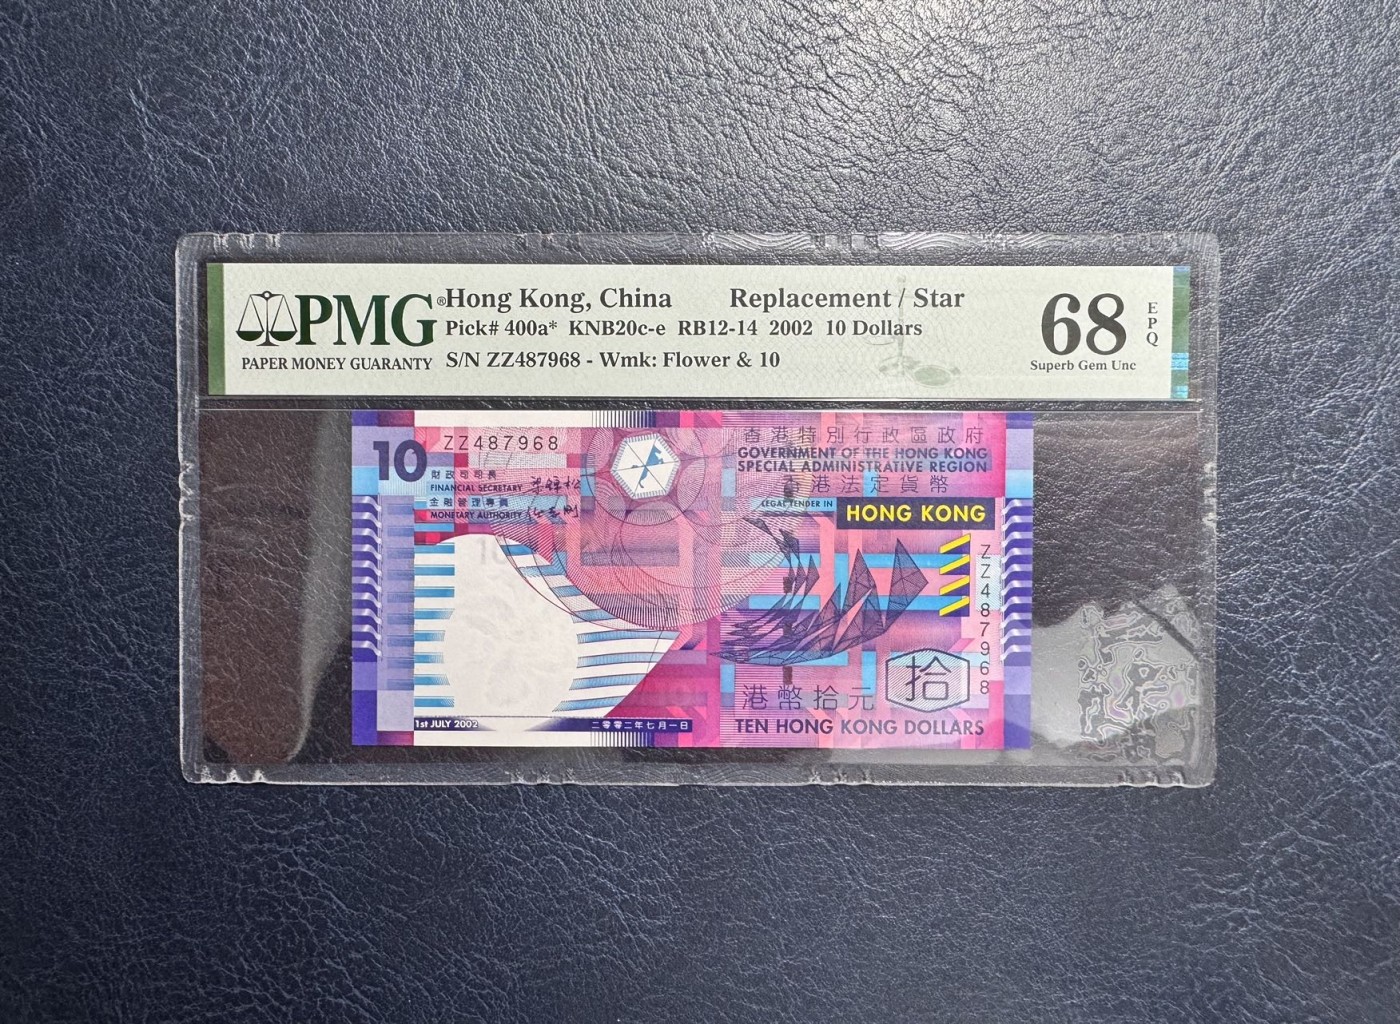 PMG®
PAPER MONEY GUARANTY
Hong Kong, China Replacement / Star
Pick# 400a* KNB20c-e RB12-14 2002 10 Dollars
S/N ZZ487968 - Wmk: Flower & 10
68
EPQ
Superb Gem Unc
10
ZZ487968
財政司司長
FINANCIAL SECRETARY
金融管理專員
MONETARY AUTHORITY
香港特別行政區政府
GOVERNMENT OF THE HONG KONG
SPECIAL ADMINISTRATIVE REGION
香港法定貨幣
LEGAL TENDER IN
HONG KONG
ZZ487968
拾
港幣拾元
TEN HONG KONG DOLLARS
1st JULY 2002
二零零二年七月一日